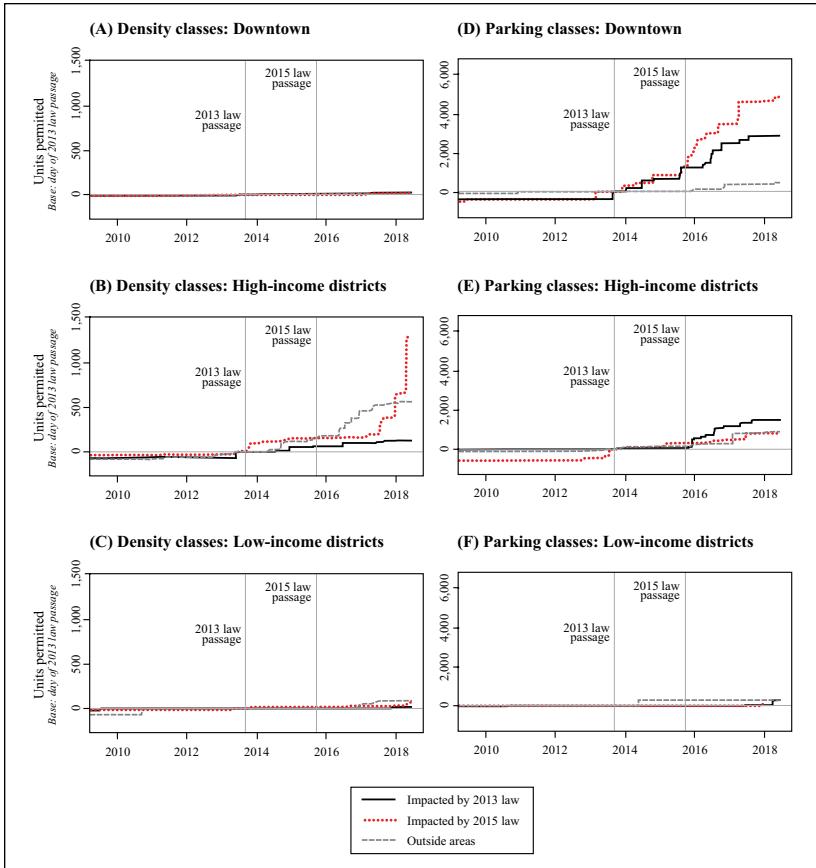 (A) Density classes: Downtown
Units permitted
Base: day of 2013 law passage
1,500
1,000
500
0
2013 law
passage
2015 law
passage
2010
2012
2014
2016
2018
(D) Parking classes: Downtown
6,000
4,000
2,000
0
2013 law
passage
2015 law
passage
2010
2012
2014
2016
2018
(B) Density classes: High-income districts
Units permitted
Base: day of 2013 law passage
1,500
1,000
500
0
2013 law
passage
2015 law
passage
2010
2012
2014
2016
2018
(E) Parking classes: High-income districts
6,000
4,000
2,000
0
2013 law
passage
2015 law
passage
2010
2012
2014
2016
2018
(C) Density classes: Low-income districts
Units permitted
Base: day of 2013 law passage
1,500
1,000
500
0
2013 law
passage
2015 law
passage
2010
2012
2014
2016
2018
(F) Parking classes: Low-income districts
6,000
4,000
2,000
0
2013 law
passage
2015 law
passage
2010
2012
2014
2016
2018
Impacted by 2013 law
Impacted by 2015 law
Outside areas